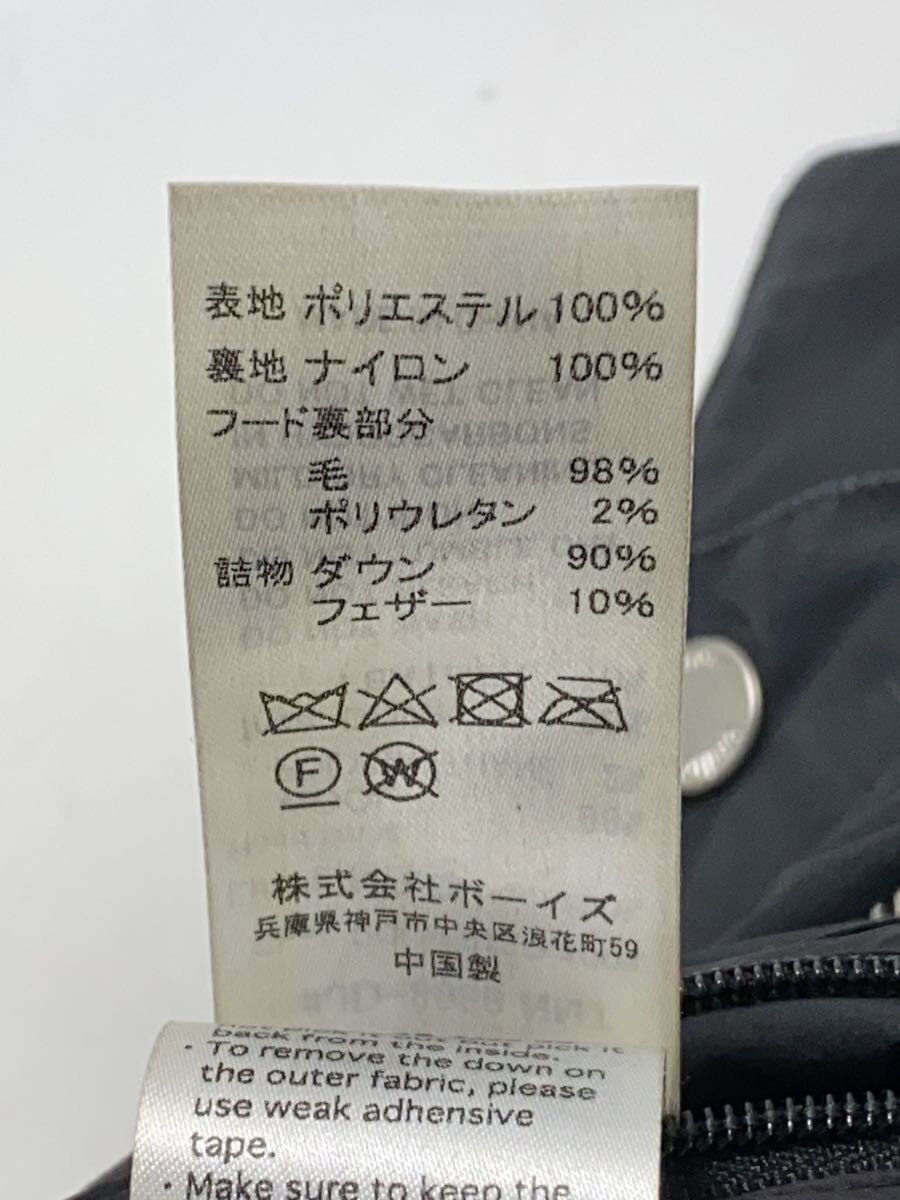 表地 ポリエステル 100%
裏地 ナイロン 100%
フード裏部分
毛 98%
ポリウレタン 2%
詰物 ダウン 90%
フェザー 10%
F W
株式会社ボーイズ
兵庫県神戸市中央区浪花町59
中国製
but pick it
back from the inside.
· To remove the down on
the outer fabric, please
use weak adhensive
tape.
· Make sure to keep the